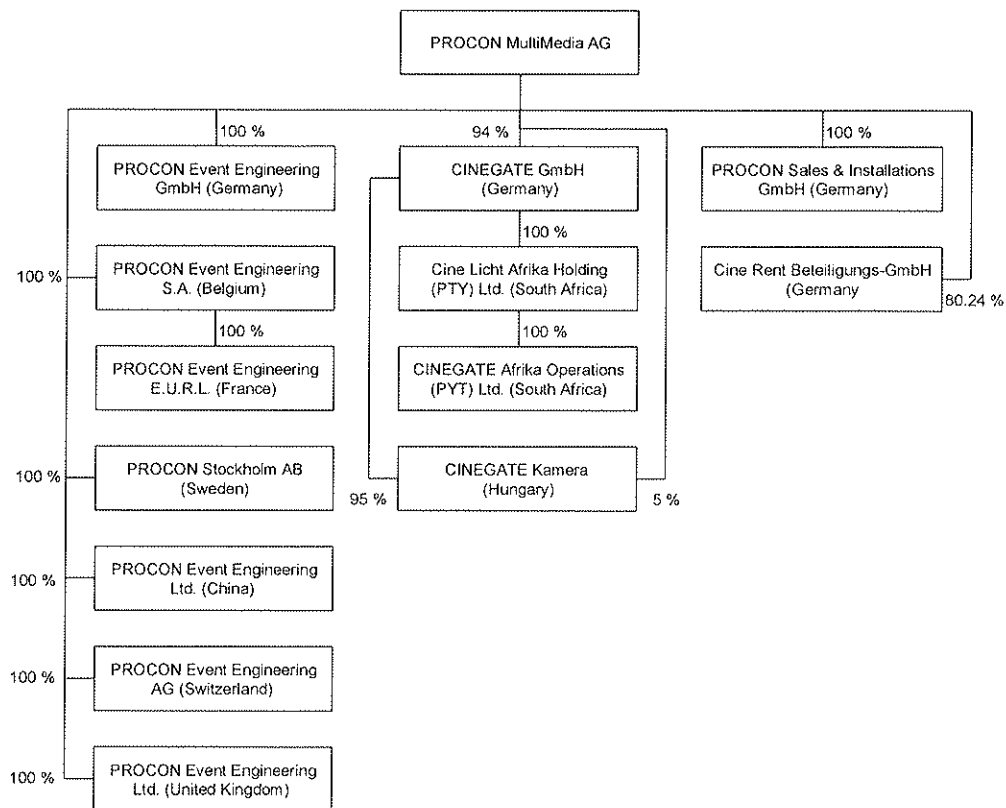 PROCON MultiMedia AG
100 %
94 %
100 %
PROCON Event Engineering
GmbH (Germany)
CINEGATE GmbH
(Germany)
PROCON Sales & Installations
GmbH (Germany)
100 %
100 %
PROCON Event Engineering
S.A. (Belgium)
Cine Licht Afrika Holding
(PTY) Ltd. (South Africa)
Cine Rent Beteiligungs-GmbH
(Germany
80.24 %
100 %
100 %
PROCON Event Engineering
E.U.R.L. (France)
CINEGATE Afrika Operations
(PYT) Ltd. (South Africa)
100 %
PROCON Stockholm AB
(Sweden)
95 %
CINEGATE Kamera
(Hungary)
5 %
100 %
PROCON Event Engineering
Ltd. (China)
100 %
PROCON Event Engineering
AG (Switzerland)
100 %
PROCON Event Engineering
Ltd. (United Kingdom)